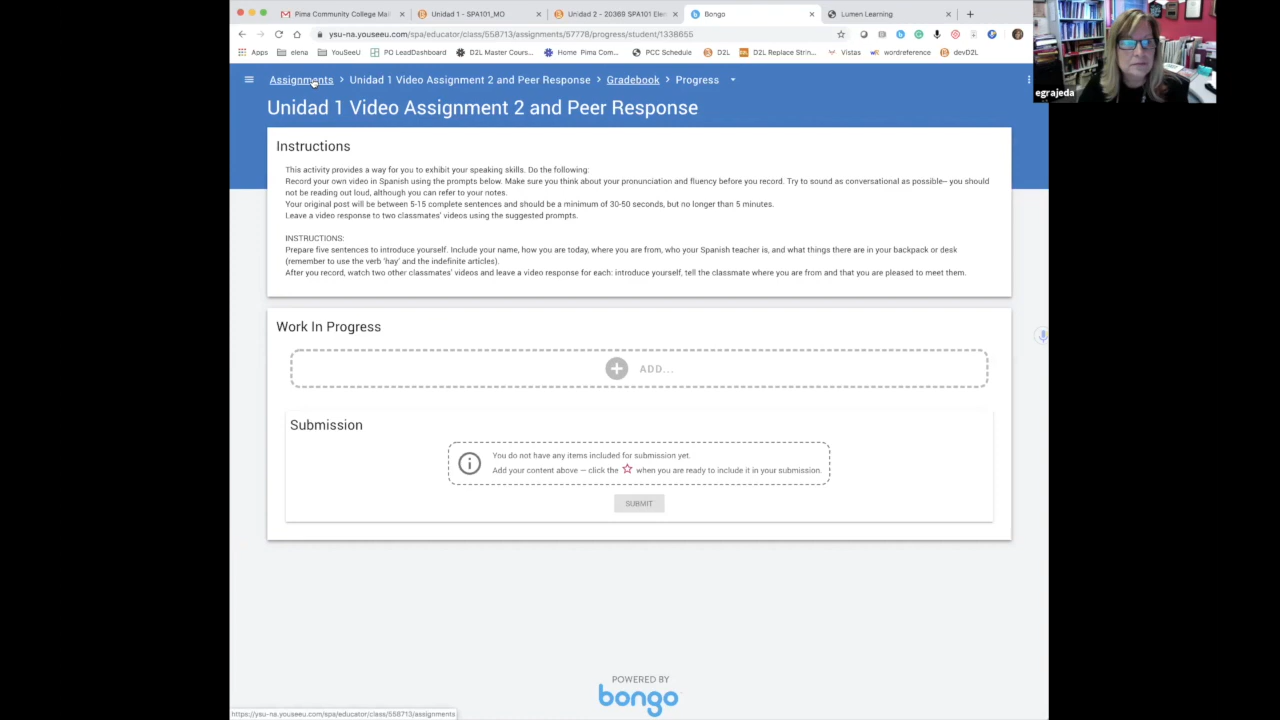 Pima Community College Mai
Unidad 1 - SPA101_MO
Unidad 2 - 20369 SPA101 Elem
Bongo
Lumen Learning
ysu-na.youseeu.com/spa/educator/class/558713/assignments/57778/progress/student/1338655
Apps
elena
YouSeeU
PO LeadDashboard
D2L Master Cours...
Home Pima Com...
PCC Schedule
D2L
D2L Replace Strin...
Vistas
wordreference
devD2L
egrajeda
Assignments > Unidad 1 Video Assignment 2 and Peer Response > Gradebook > Progress
Unidad 1 Video Assignment 2 and Peer Response
Instructions
This activity provides a way for you to exhibit your speaking skills. Do the following:
Record your own video in Spanish using the prompts below. Make sure you think about your pronunciation and fluency before you record. Try to sound as conversational as possible– you should
not be reading out loud, although you can refer to your notes.
Your original post will be between 5-15 complete sentences and should be a minimum of 30-50 seconds, but no longer than 5 minutes.
Leave a video response to two classmates' videos using the suggested prompts.
INSTRUCTIONS:
Prepare five sentences to introduce yourself. Include your name, how you are today, where you are from, who your Spanish teacher is, and what things there are in your backpack or desk
(remember to use the verb 'hay' and the indefinite articles).
After you record, watch two other classmates' videos and leave a video response for each: introduce yourself, tell the classmate where you are from and that you are pleased to meet them.
Work In Progress
ADD...
Submission
You do not have any items included for submission yet.
Add your content above — click the ☆ when you are ready to include it in your submission.
SUBMIT
POWERED BY
bongo
https://ysu-na.youseeu.com/spa/educator/class/558713/assignments